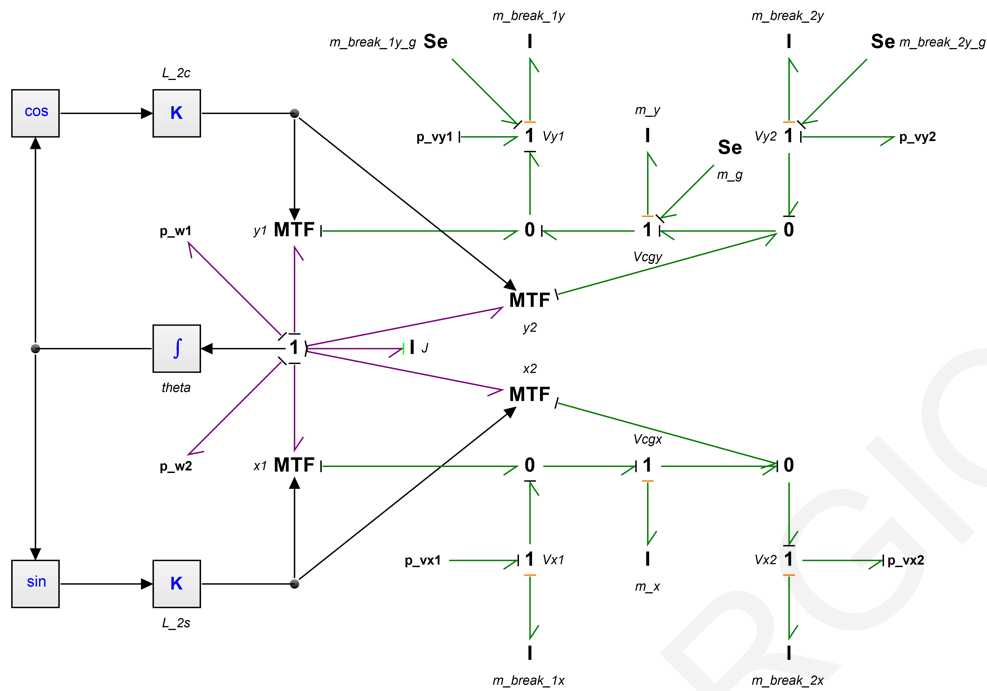 m_break_1y
m_break_2y
m_break_1y_g Se
I
I
Se m_break_2y_g
L_2c
cos
K
m_y
p_vy1
1 Vy1
I
Se
m_g
Vy2 1
p_vy2
p_w1
y1 MTF
0
1
0
Vcgy
MTF
y2
∫
1
I J
theta
x2
MTF
p_w2
x1 MTF
Vcgx
0
1
0
p_vx1
1 Vx1
I
m_x
Vx2 1
p_vx2
sin
K
L_2s
I
I
m_break_1x
m_break_2x